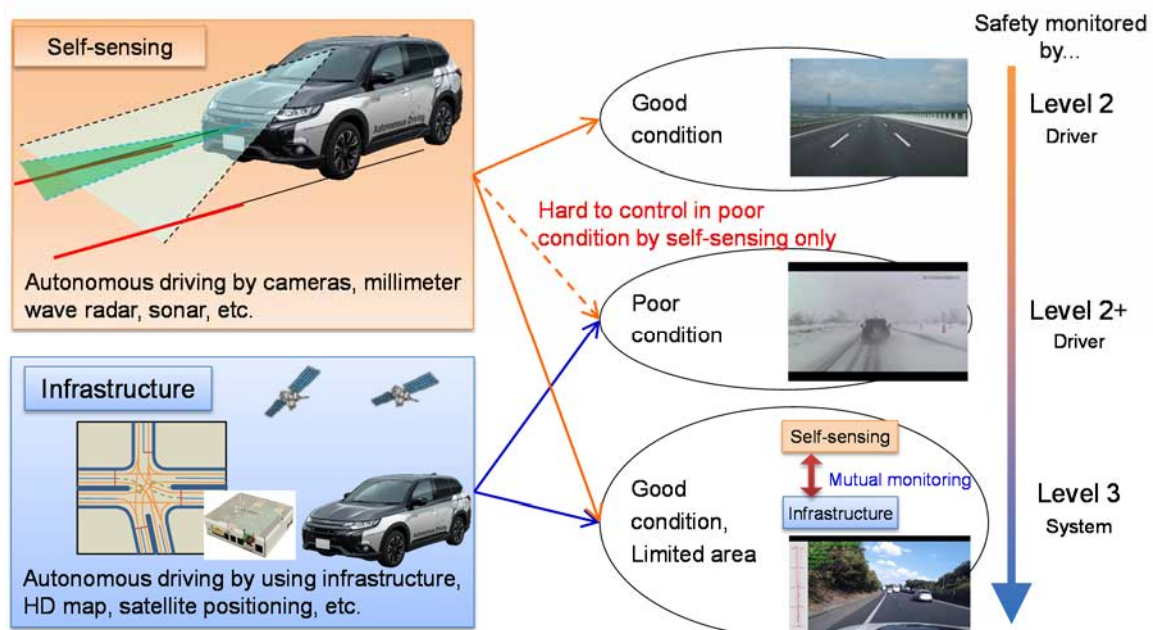 Self-sensing
Autonomous Driving
Autonomous driving by cameras, millimeter
wave radar, sonar, etc.
Infrastructure
Autonomous driving by using infrastructure,
HD map, satellite positioning, etc.
Good
condition
Hard to control in poor
condition by self-sensing only
Poor
condition
Good
condition,
Limited area
Self-sensing
Mutual monitoring
Infrastructure
Safety monitored
by...
Level 2
Driver
Level 2+
Driver
Level 3
System